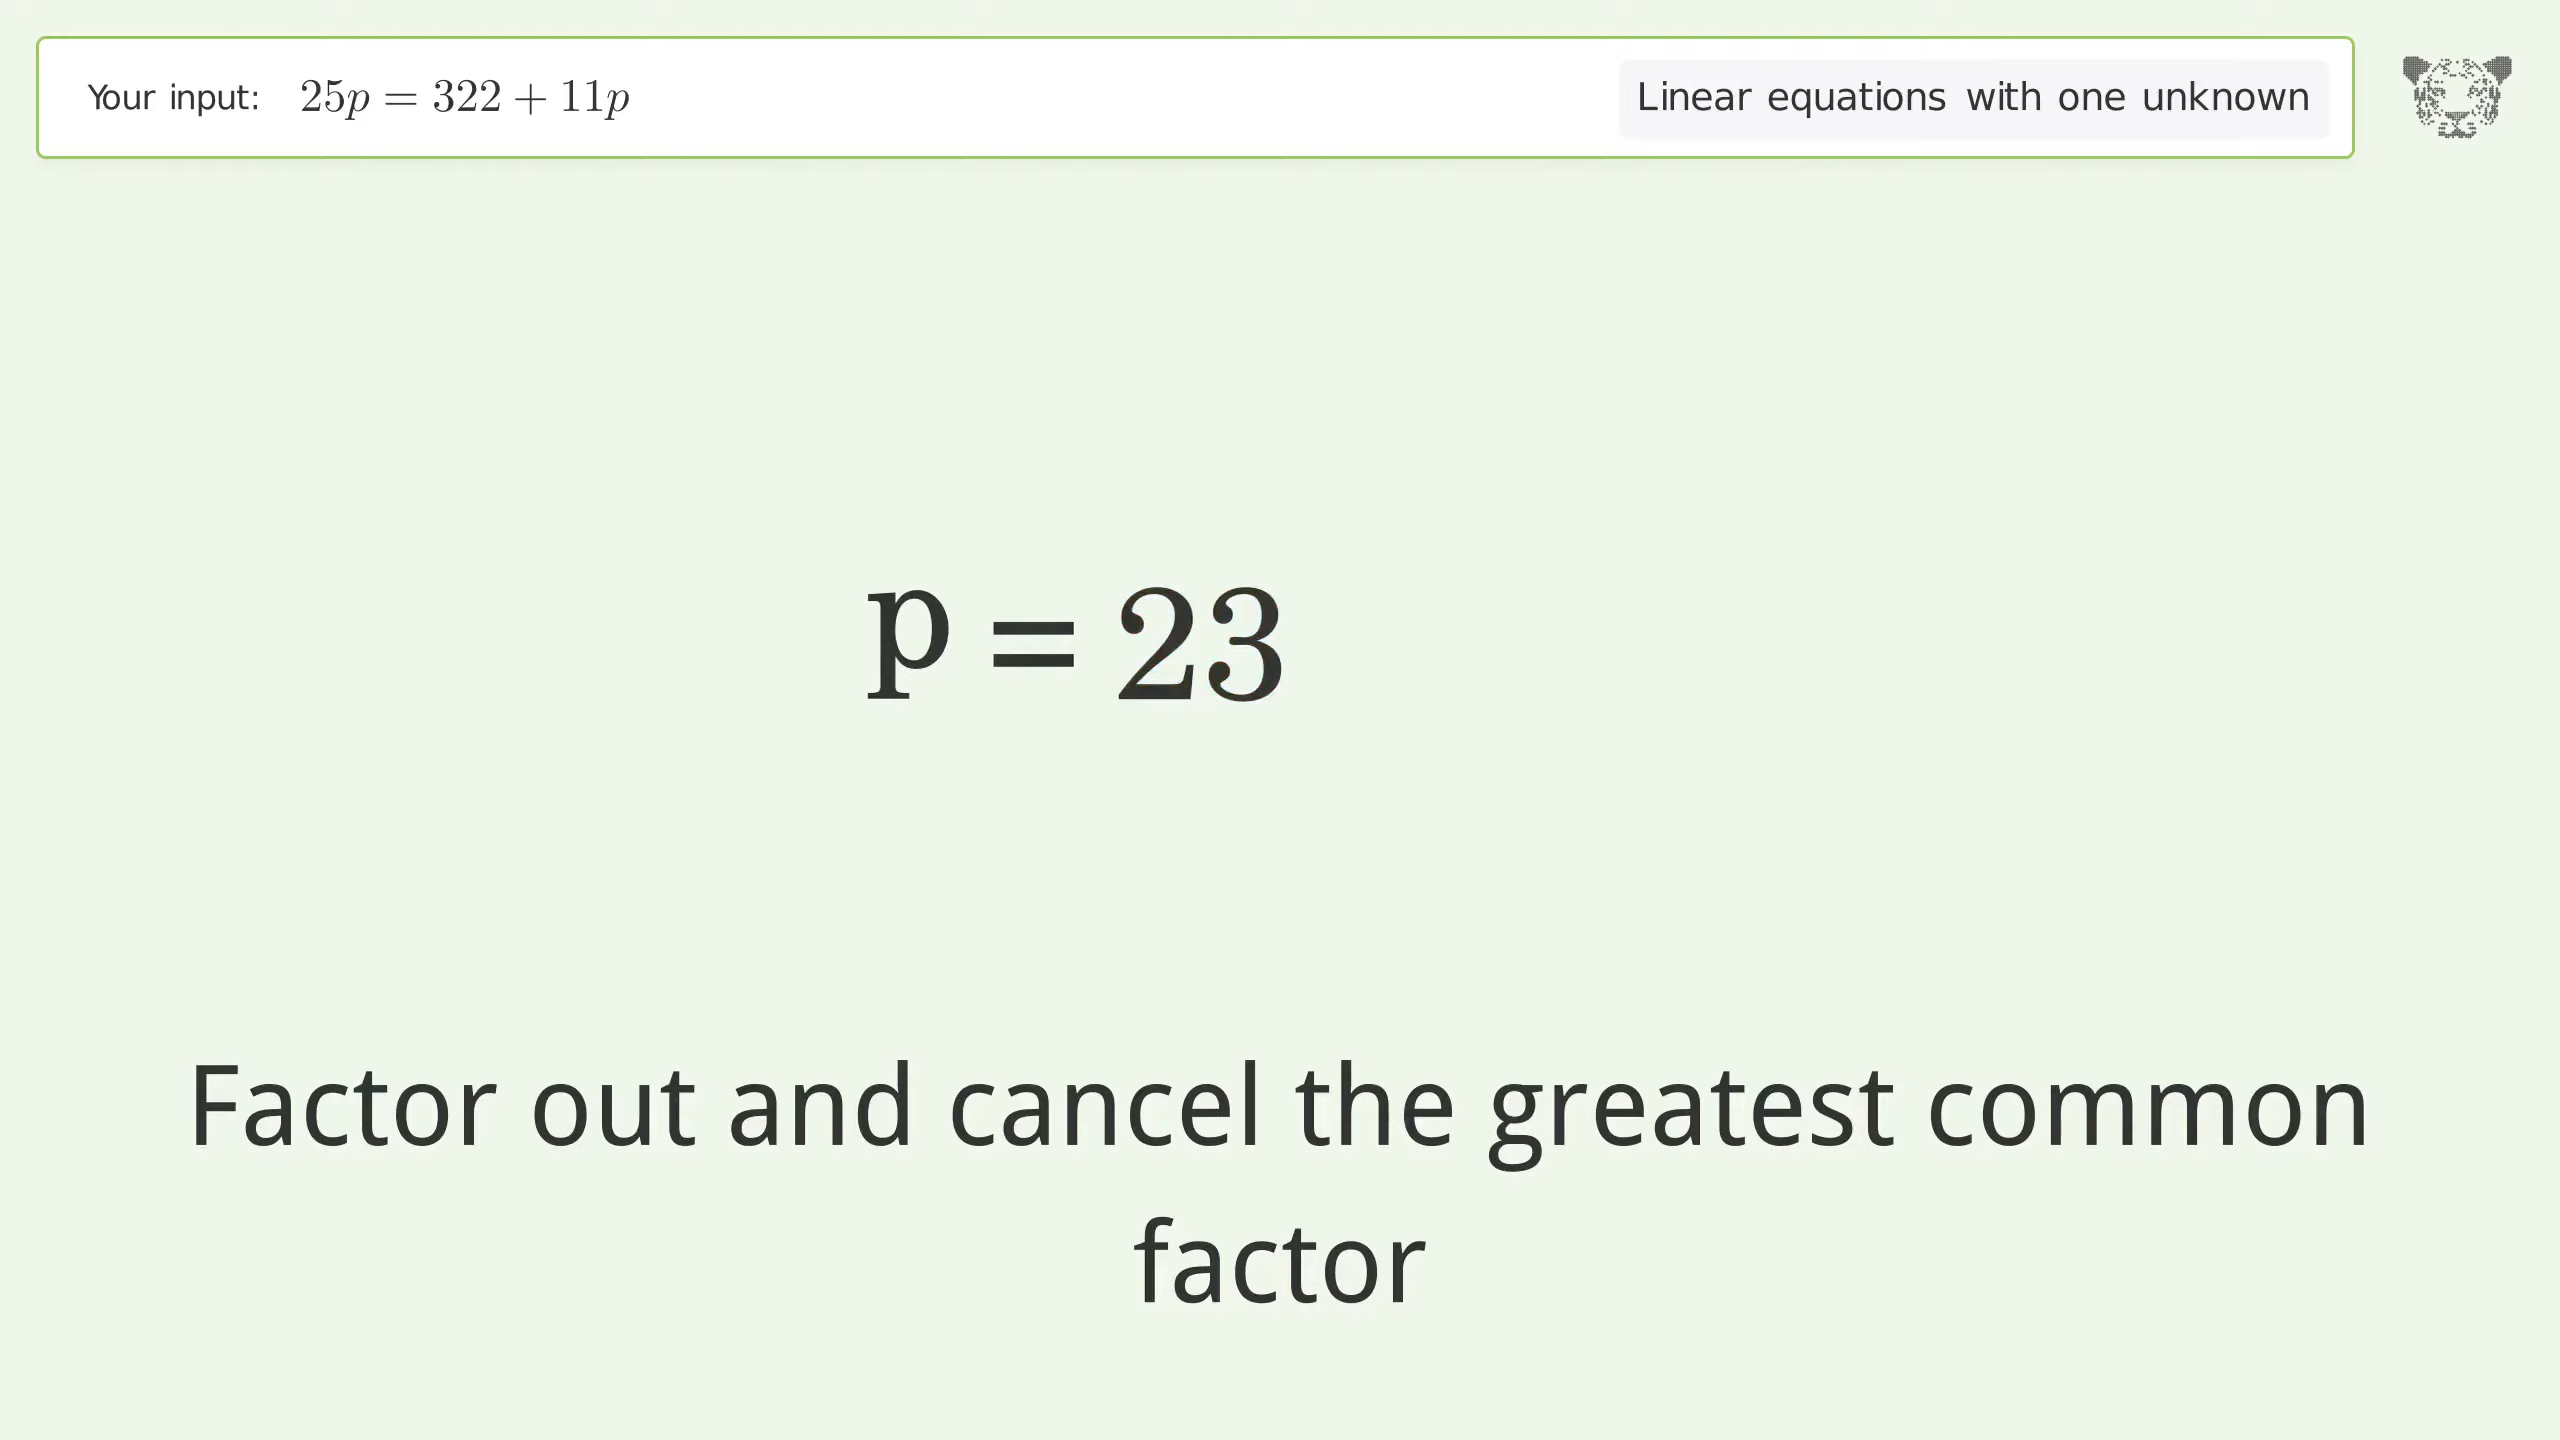 Your input: 25p = 322 + 11p
Linear equations with one unknown
p = 23
Factor out and cancel the greatest common
factor